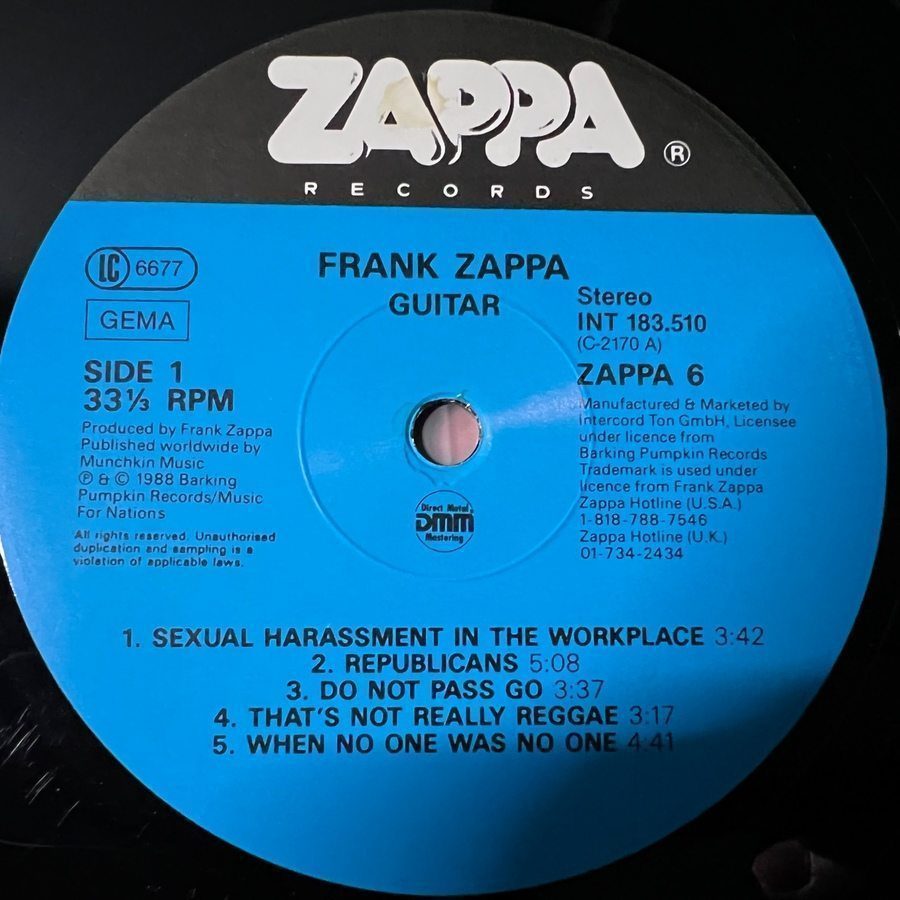 ZAPPA ®
RECORDS
LC 6677
GEMA
SIDE 1
33⅓ RPM
Produced by Frank Zappa
Published worldwide by
Munchkin Music
℗ & © 1988 Barking
Pumpkin Records/Music
For Nations
All rights reserved. Unauthorised
duplication and sampling is a
violation of applicable laws.
FRANK ZAPPA
GUITAR
Stereo
INT 183.510
(C-2170 A)
ZAPPA 6
Manufactured & Marketed by
Intercord Ton GmbH, Licensee
under licence from
Barking Pumpkin Records
Trademark is used under
licence from Frank Zappa
Zappa Hotline (U.S.A.)
1-818-788-7546
Zappa Hotline (U.K.)
01-734-2434
Direct Metal
DMM
Mastering
1. SEXUAL HARASSMENT IN THE WORKPLACE 3:42
2. REPUBLICANS 5:08
3. DO NOT PASS GO 3:37
4. THAT'S NOT REALLY REGGAE 3:17
5. WHEN NO ONE WAS NO ONE 4:41